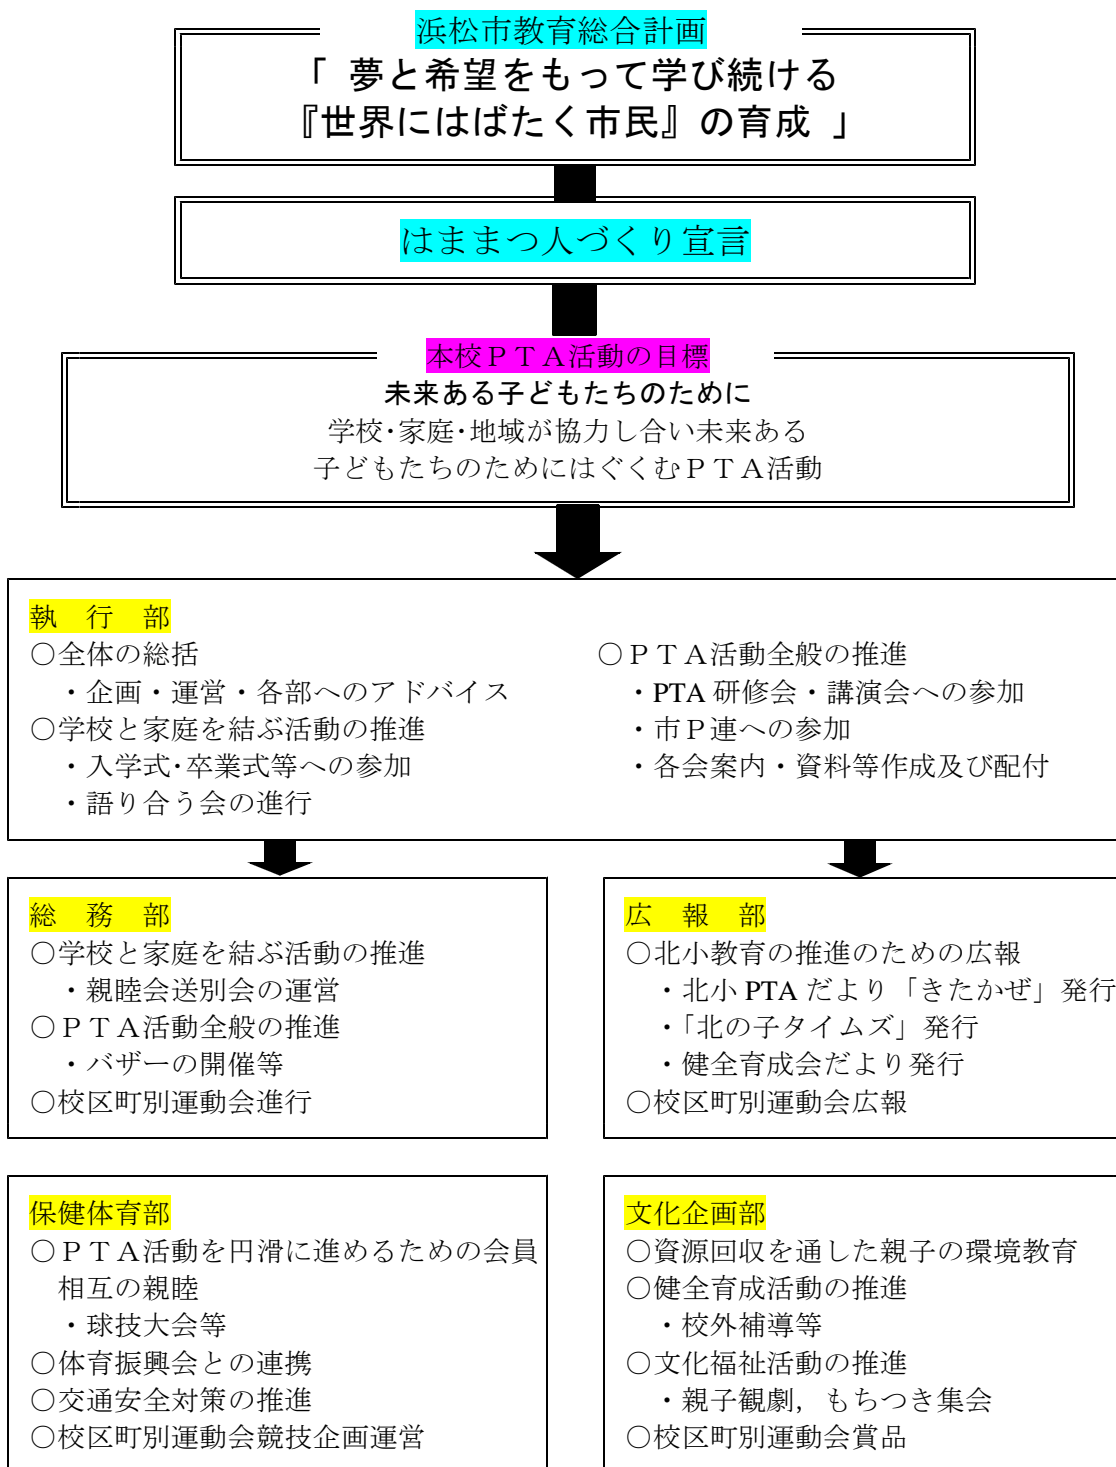 浜松市教育総合計画
「 夢と希望をもって学び続ける
『世界にはばたく市民』の育成 」
はままつ人づくり宣言
本校ＰＴＡ活動の目標
未来ある子どもたちのために
学校･家庭･地域が協力し合い未来ある
子どもたちのためにはぐくむＰＴＡ活動
執　行　部
○全体の総括
・企画・運営・各部へのアドバイス
○学校と家庭を結ぶ活動の推進
・入学式･卒業式等への参加
・語り合う会の進行
○ＰＴＡ活動全般の推進
・PTA 研修会・講演会への参加
・市Ｐ連への参加
・各会案内・資料等作成及び配付
総　務　部
○学校と家庭を結ぶ活動の推進
・親睦会送別会の運営
○ＰＴＡ活動全般の推進
・バザーの開催等
○校区町別運動会進行
広　報　部
○北小教育の推進のための広報
・北小 PTA だより「きたかぜ」発行
・「北の子タイムズ」発行
・健全育成会だより発行
○校区町別運動会広報
保健体育部
○ＰＴＡ活動を円滑に進めるための会員
相互の親睦
・球技大会等
○体育振興会との連携
○交通安全対策の推進
○校区町別運動会競技企画運営
文化企画部
○資源回収を通した親子の環境教育
○健全育成活動の推進
・校外補導等
○文化福祉活動の推進
・親子観劇，もちつき集会
○校区町別運動会賞品